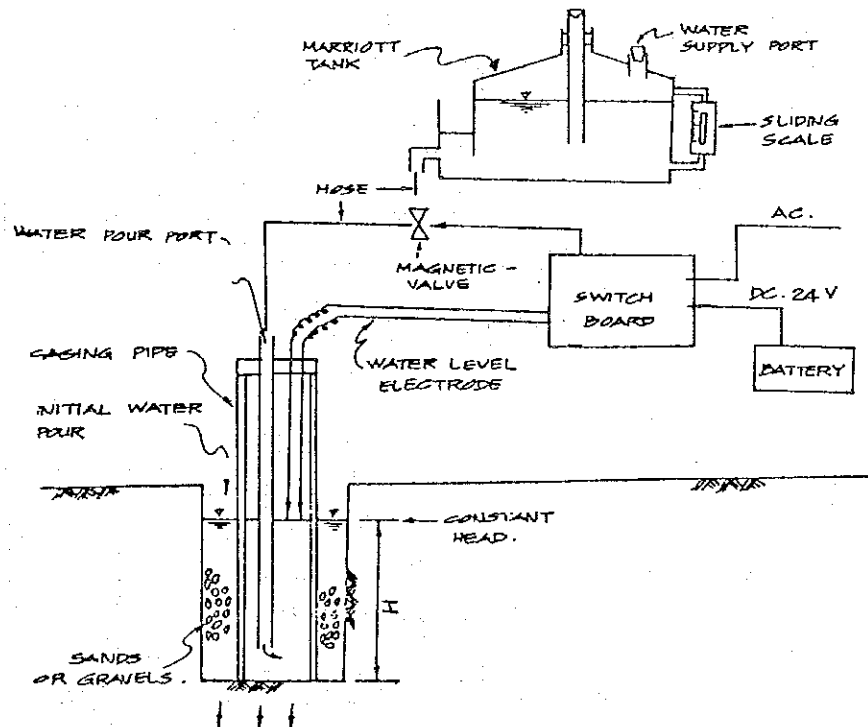 MARRIOTT
TANK
WATER
SUPPLY PORT
SLIDING
SCALE
HOSE
WATER POUR PORT
MAGNETIC-
VALVE
AC.
DC. 24 V
SWITCH
BOARD
BATTERY
WATER LEVEL
ELECTRODE
CASING PIPE
INITIAL WATER
POUR
CONSTANT
HEAD.
H
SANDS
OR GRAVELS.